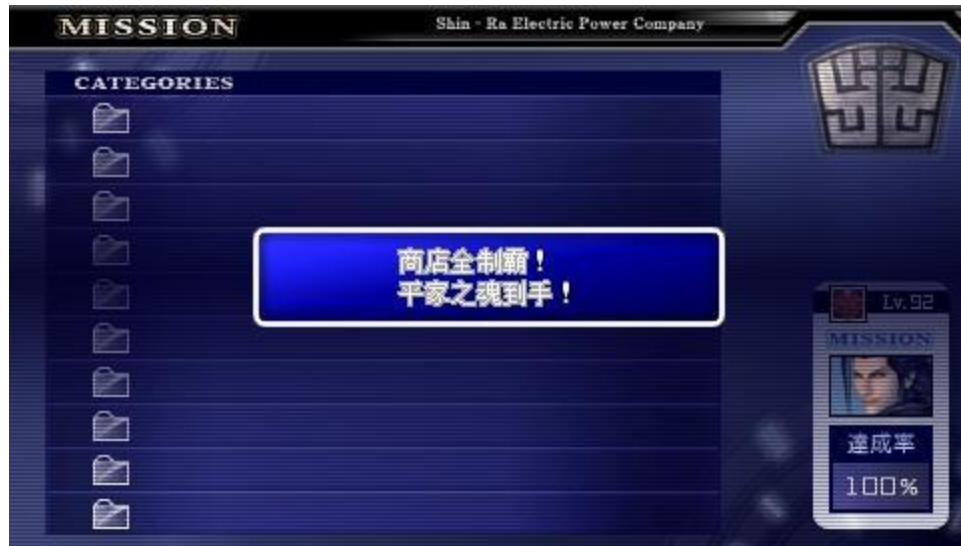 MISSION
Shin-Ra Electric Power Company
CATEGORIES
商店全制霸！
平家之魂到手！
Lv.92
MISSION
達成率
100%